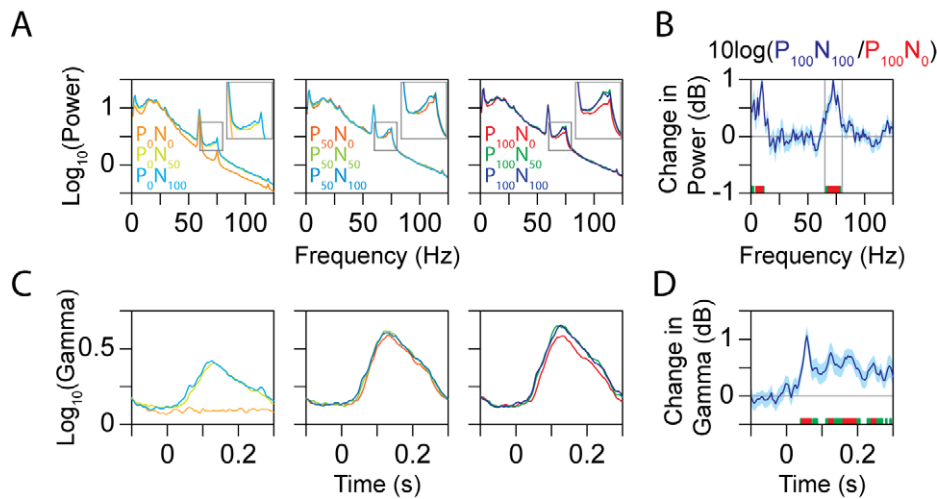 A
B
10log(P100N100/P100N0)
Log10(Power)
1
0
P0N0
P0N50
P0N100
P50N0
P50N50
P50N100
P100N0
P100N50
P100N100
0 50 100
0 50 100
0 50 100
Frequency (Hz)
Change in
Power (dB)
1
0
-1
0 50 100
Frequency (Hz)
C
D
Log10(Gamma)
0.5
0
0 0.2
0 0.2
0 0.2
Time (s)
Change in
Gamma (dB)
1
0
0 0.2
Time (s)